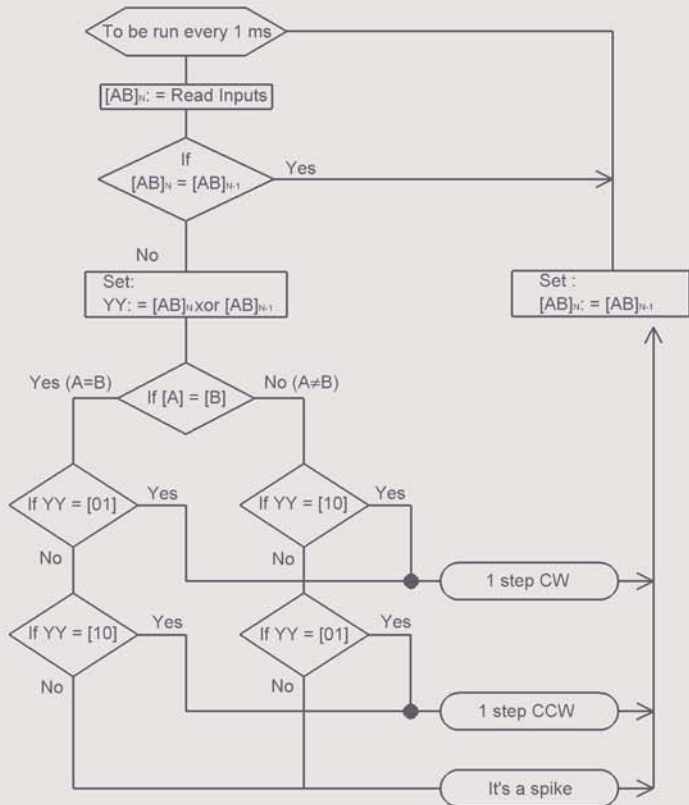 To be run every 1 ms
[AB]N: = Read Inputs
If
[AB]N = [AB]N-1
Yes
No
Set:
YY: = [AB]N xor [AB]N-1
Set :
[AB]N: = [AB]N-1
Yes (A=B)
If [A] = [B]
No (A≠B)
If YY = [01]
Yes
If YY = [10]
Yes
No
No
1 step CW
If YY = [10]
Yes
If YY = [01]
Yes
No
No
1 step CCW
It's a spike